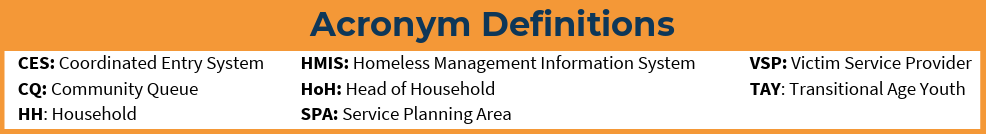 Acronym Definitions
CES: Coordinated Entry System
CQ: Community Queue
HH: Household
HMIS: Homeless Management Information System
HoH: Head of Household
SPA: Service Planning Area
VSP: Victim Service Provider
TAY: Transitional Age Youth